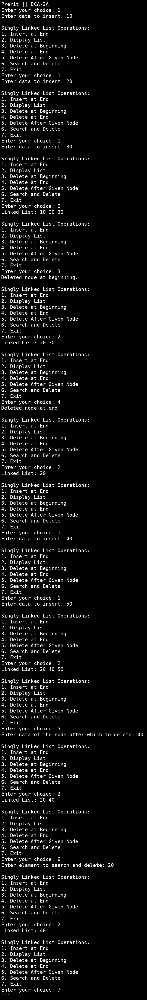 Prerit || BCA-2A
Enter your choice: 1
Enter data to insert: 10

Singly Linked List Operations:
1. Insert at End
2. Display List
3. Delete at Beginning
4. Delete at End
5. Delete After Given Node
6. Search and Delete
7. Exit
Enter your choice: 1
Enter data to insert: 20

Singly Linked List Operations:
1. Insert at End
2. Display List
3. Delete at Beginning
4. Delete at End
5. Delete After Given Node
6. Search and Delete
7. Exit
Enter your choice: 1
Enter data to insert: 30

Singly Linked List Operations:
1. Insert at End
2. Display List
3. Delete at Beginning
4. Delete at End
5. Delete After Given Node
6. Search and Delete
7. Exit
Enter your choice: 2
Linked List: 10 20 30

Singly Linked List Operations:
1. Insert at End
2. Display List
3. Delete at Beginning
4. Delete at End
5. Delete After Given Node
6. Search and Delete
7. Exit
Enter your choice: 3
Deleted node at beginning.

Singly Linked List Operations:
1. Insert at End
2. Display List
3. Delete at Beginning
4. Delete at End
5. Delete After Given Node
6. Search and Delete
7. Exit
Enter your choice: 2
Linked List: 20 30

Singly Linked List Operations:
1. Insert at End
2. Display List
3. Delete at Beginning
4. Delete at End
5. Delete After Given Node
6. Search and Delete
7. Exit
Enter your choice: 4
Deleted node at end.

Singly Linked List Operations:
1. Insert at End
2. Display List
3. Delete at Beginning
4. Delete at End
5. Delete After Given Node
6. Search and Delete
7. Exit
Enter your choice: 2
Linked List: 20

Singly Linked List Operations:
1. Insert at End
2. Display List
3. Delete at Beginning
4. Delete at End
5. Delete After Given Node
6. Search and Delete
7. Exit
Enter your choice: 1
Enter data to insert: 40

Singly Linked List Operations:
1. Insert at End
2. Display List
3. Delete at Beginning
4. Delete at End
5. Delete After Given Node
6. Search and Delete
7. Exit
Enter your choice: 1
Enter data to insert: 50

Singly Linked List Operations:
1. Insert at End
2. Display List
3. Delete at Beginning
4. Delete at End
5. Delete After Given Node
6. Search and Delete
7. Exit
Enter your choice: 2
Linked List: 20 40 50

Singly Linked List Operations:
1. Insert at End
2. Display List
3. Delete at Beginning
4. Delete at End
5. Delete After Given Node
6. Search and Delete
7. Exit
Enter your choice: 5
Enter data of the node after which to delete: 40

Singly Linked List Operations:
1. Insert at End
2. Display List
3. Delete at Beginning
4. Delete at End
5. Delete After Given Node
6. Search and Delete
7. Exit
Enter your choice: 2
Linked List: 20 40

Singly Linked List Operations:
1. Insert at End
2. Display List
3. Delete at Beginning
4. Delete at End
5. Delete After Given Node
6. Search and Delete
7. Exit
Enter your choice: 6
Enter element to search and delete: 20

Singly Linked List Operations:
1. Insert at End
2. Display List
3. Delete at Beginning
4. Delete at End
5. Delete After Given Node
6. Search and Delete
7. Exit
Enter your choice: 2
Linked List: 40

Singly Linked List Operations:
1. Insert at End
2. Display List
3. Delete at Beginning
4. Delete at End
5. Delete After Given Node
6. Search and Delete
7. Exit
Enter your choice: 7
```